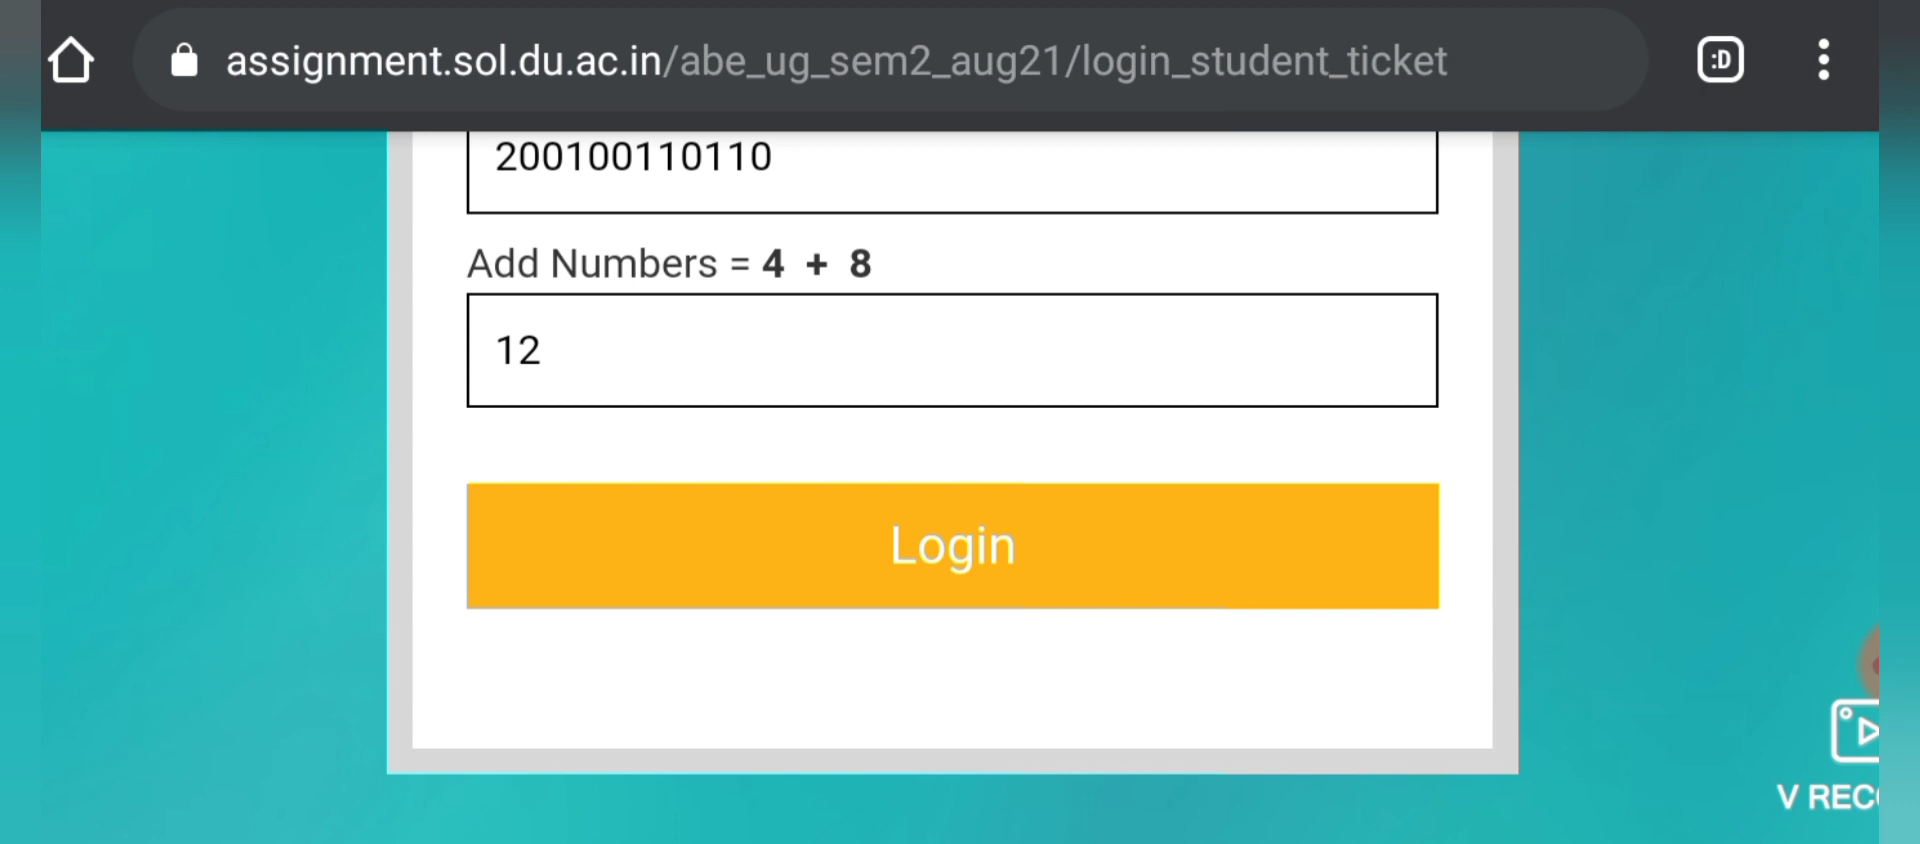 assignment.sol.du.ac.in/abe_ug_sem2_aug21/login_student_ticket
:D
200100110110
Add Numbers = 4 + 8
12
Login
V REC